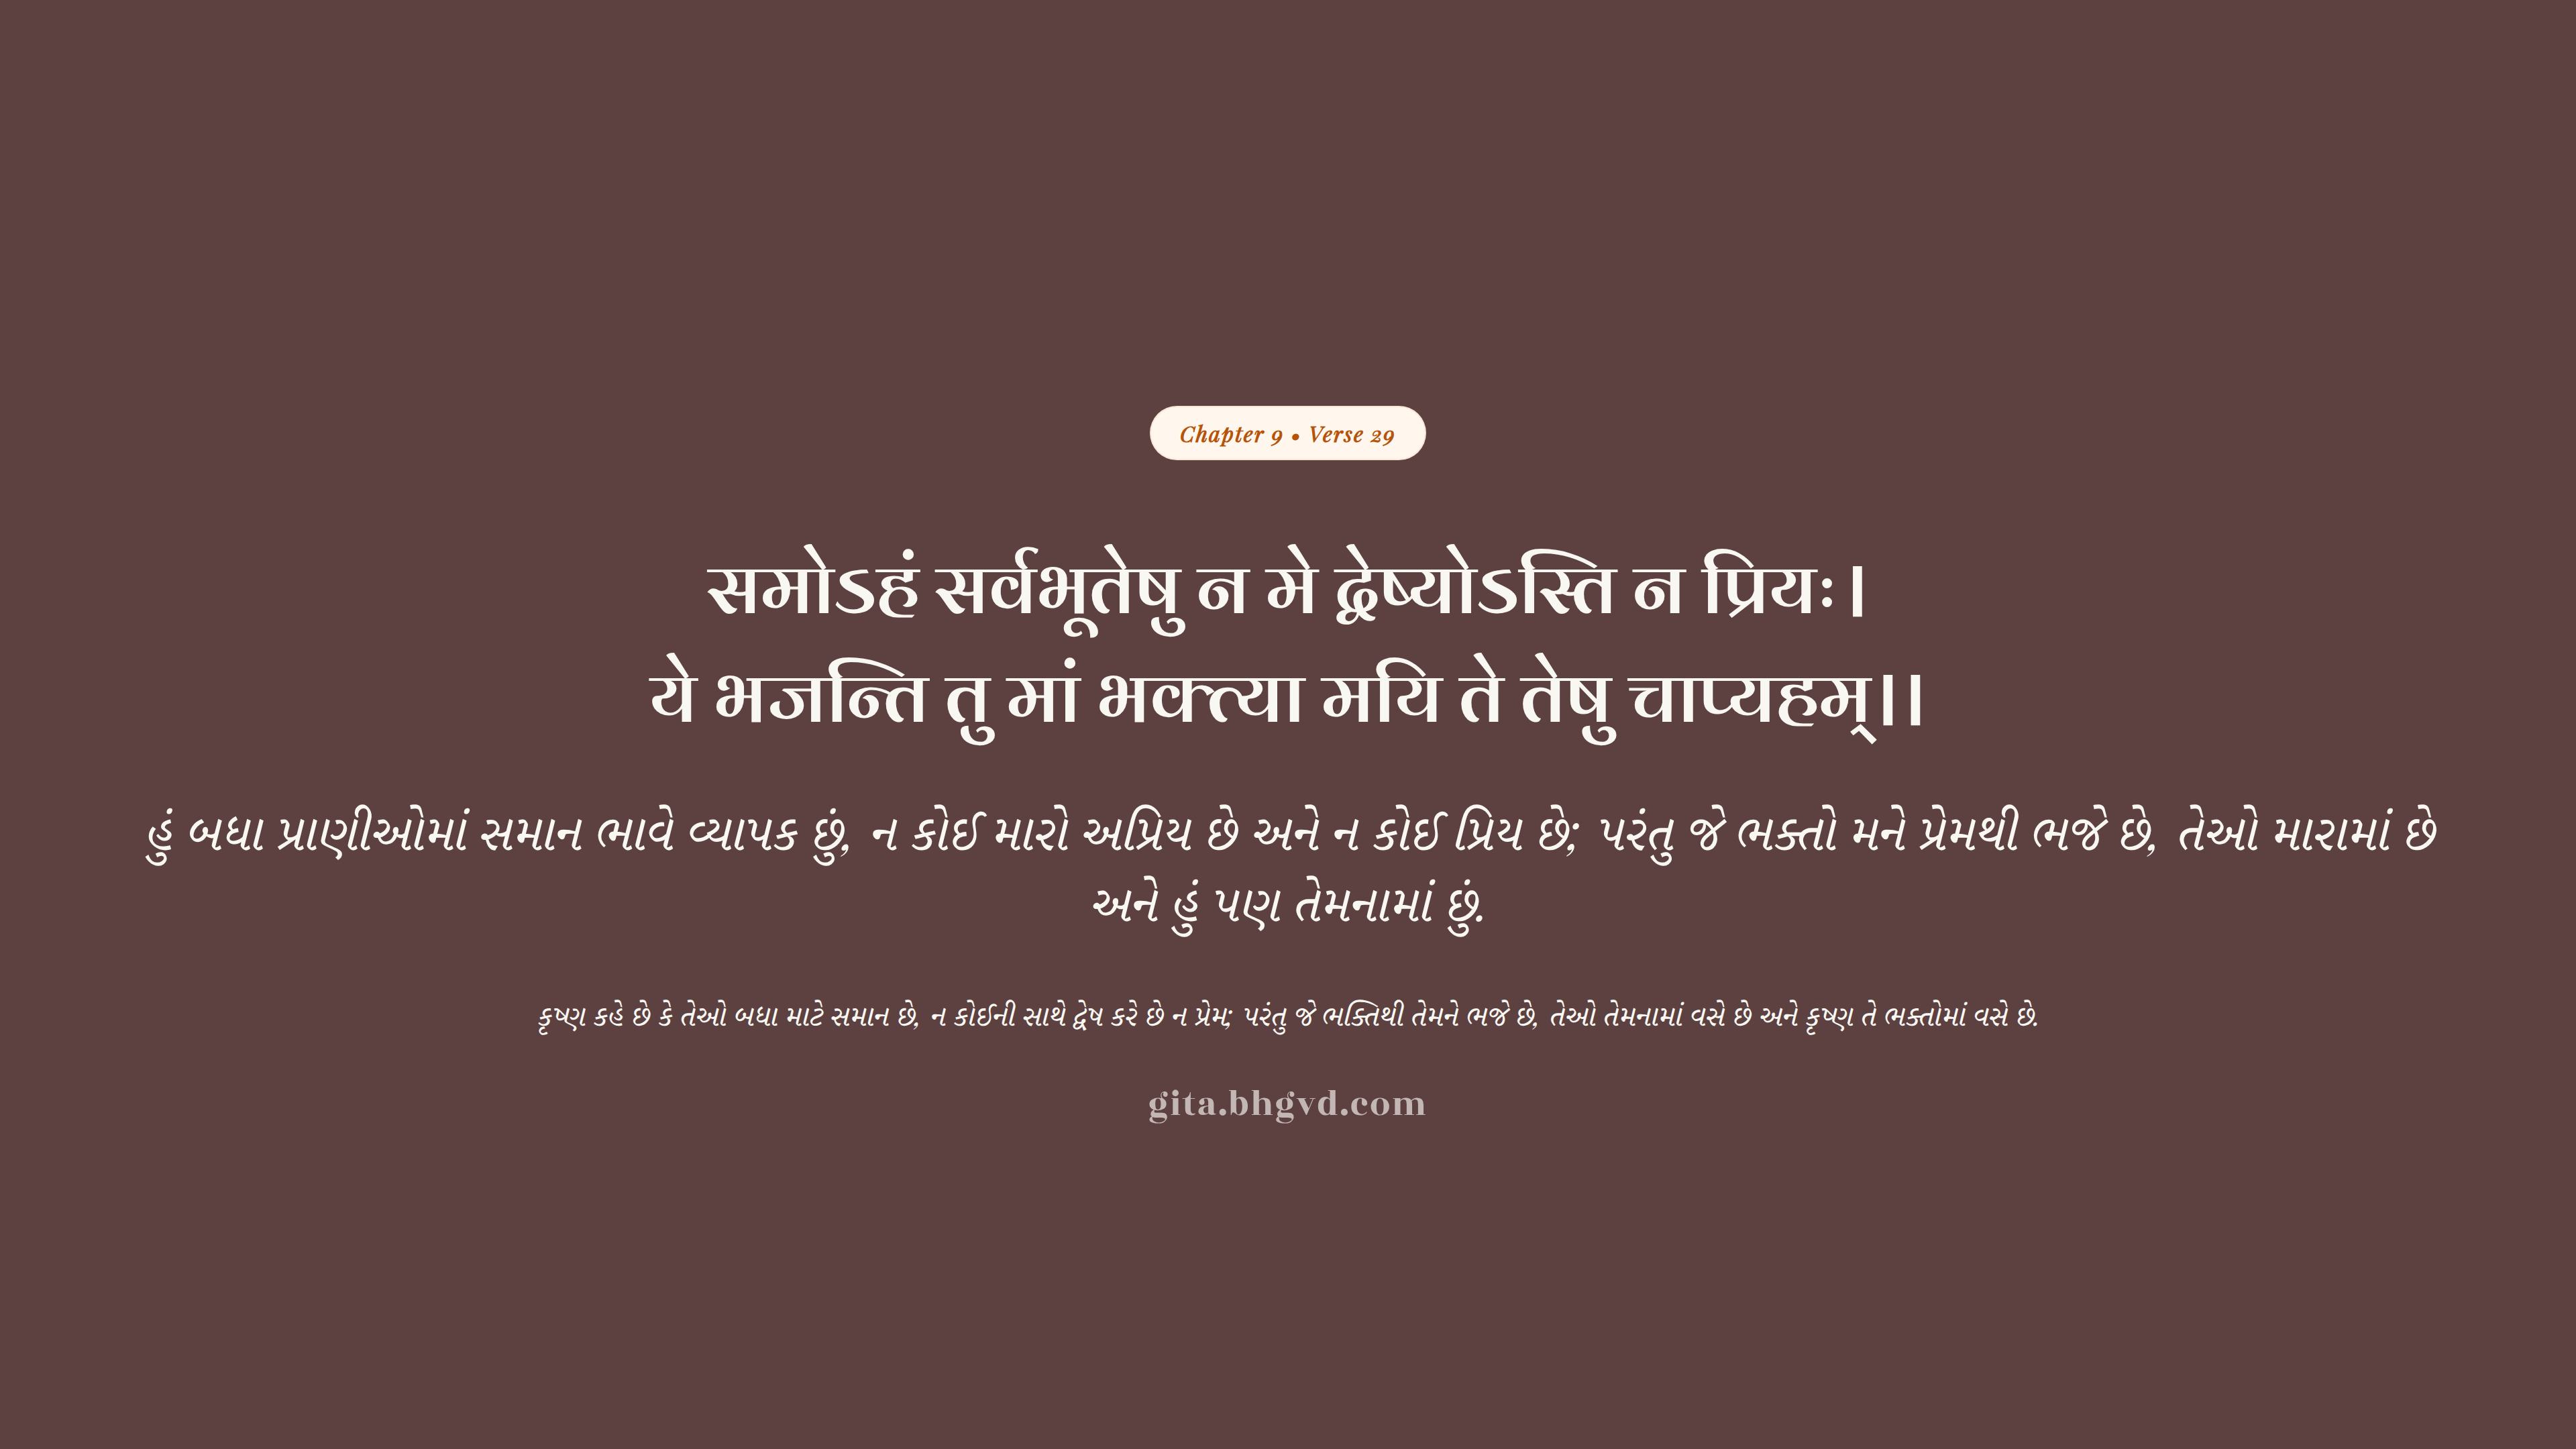 Chapter 9 • Verse 29
समोऽहं सर्वभूतेषु न मे द्वेष्योऽस्ति न प्रियः।
ये भजन्ति तु मां भक्त्या मयि ते तेषु चाप्यहम्।।
હું બધા પ્રાણીઓમાં સમાન ભાવે વ્યાપક છું, ન કોઈ મારો અપ્રિય છે અને ન કોઈ પ્રિય છે; પરંતુ જે ભક્તો મને પ્રેમથી ભજે છે, તેઓ મારામાં છે
અને હું પણ તેમનામાં છું.
કૃષ્ણ કહે છે કે તેઓ બધા માટે સમાન છે, ન કોઈની સાથે દ્વેષ કરે છે ન પ્રેમ; પરંતુ જે ભક્તિથી તેમને ભજે છે, તેઓ તેમનામાં વસે છે અને કૃષ્ણ તે ભક્તોમાં વસે છે.
gita.bhgvd.com